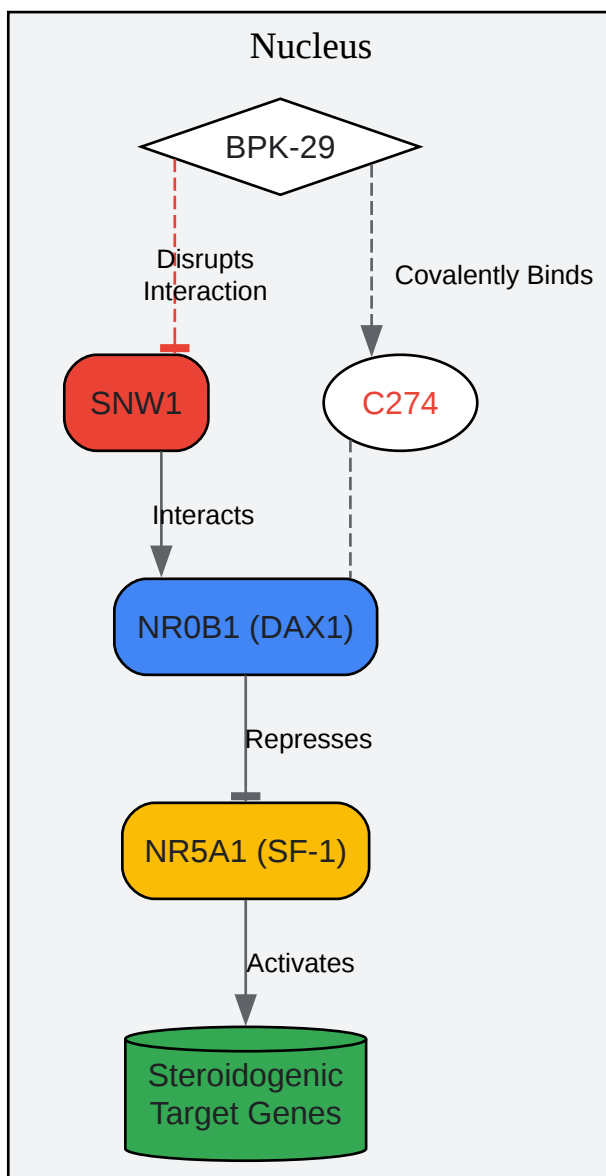 Nucleus
BPK-29
Disrupts
Interaction
Covalently Binds
SNW1
C274
Interacts
NR0B1 (DAX1)
Represses
NR5A1 (SF-1)
Activates
Steroidogenic
Target Genes